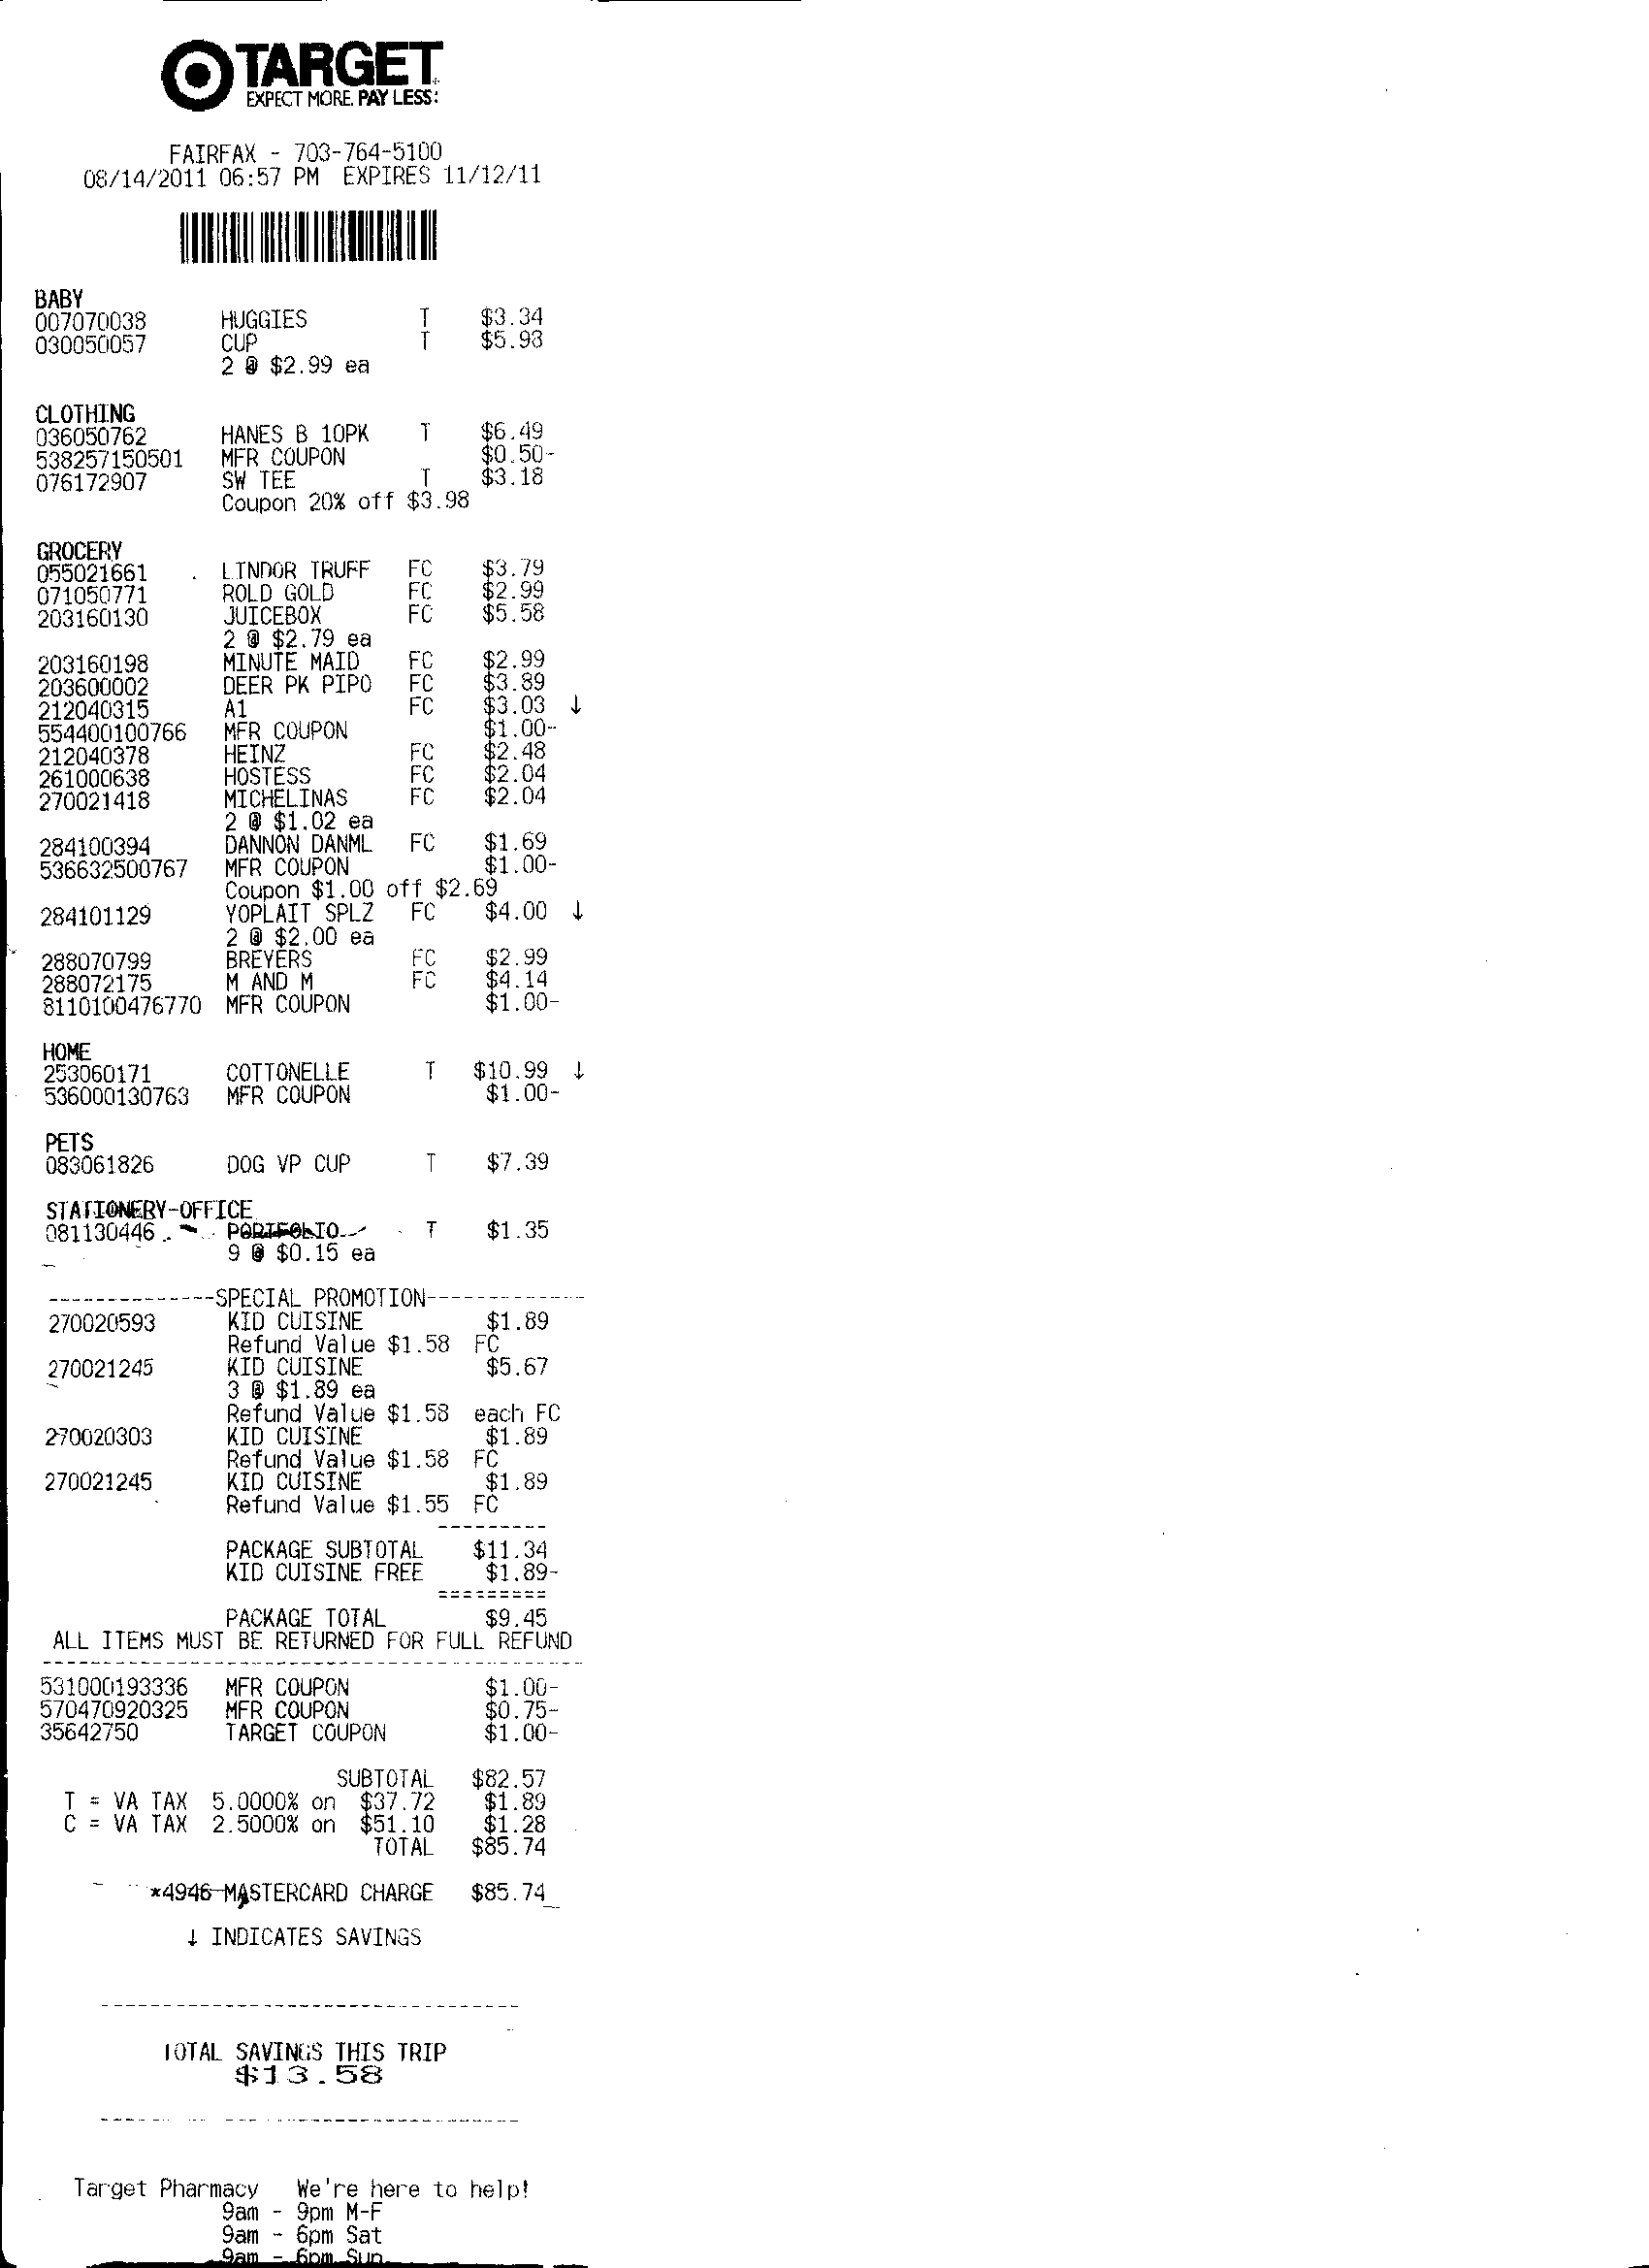 TARGET
EXPECT MORE. PAY LESS.
FAIRFAX - 703-764-5100
08/14/2011 06:57 PM EXPIRES 11/12/11
BABY
007070038 HUGGIES T $3.34
030050057 CUP T $5.98
2 @ $2.99 ea
CLOTHING
036050762 HANES B 10PK T $6.49
538257150501 MFR COUPON $0.50-
076172907 SW TEE T $3.18
Coupon 20% off $3.98
GROCERY
055021661 LINDOR TRUFF FC $3.79
071050771 ROLD GOLD FC $2.99
203160130 JUICEBOX FC $5.58
2 @ $2.79 ea
203160198 MINUTE MAID FC $2.99
203600002 DEER PK PIPO FC $3.89
212040315 A1 FC $3.03 ↓
554400100766 MFR COUPON $1.00-
212040378 HEINZ FC $2.48
261000638 HOSTESS FC $2.04
270021418 MICHELINAS FC $2.04
2 @ $1.02 ea
284100394 DANNON DANML FC $1.69
536632500767 MFR COUPON $1.00-
Coupon $1.00 off $2.69
284101129 YOPLAIT SPLZ FC $4.00 ↓
2 @ $2.00 ea
288070799 BREYERS FC $2.99
288072175 M AND M FC $4.14
8110100476770 MFR COUPON $1.00-
HOME
253060171 COTTONELLE T $10.99 ↓
536000130763 MFR COUPON $1.00-
PETS
083061826 DOG VP CUP T $7.39
STATIONERY-OFFICE
081130446 PORTFOLIO T $1.35
9 @ $0.15 ea
--------------SPECIAL PROMOTION-------------
270020593 KID CUISINE $1.89
Refund Value $1.58 FC
270021245 KID CUISINE $5.67
3 @ $1.89 ea
Refund Value $1.58 each FC
270020303 KID CUISINE $1.89
Refund Value $1.58 FC
270021245 KID CUISINE $1.89
Refund Value $1.55 FC
PACKAGE SUBTOTAL $11.34
KID CUISINE FREE $1.89-
PACKAGE TOTAL $9.45
ALL ITEMS MUST BE RETURNED FOR FULL REFUND
531000193336 MFR COUPON $1.00-
570470920325 MFR COUPON $0.75-
35642750 TARGET COUPON $1.00-
SUBTOTAL $82.57
T = VA TAX 5.0000% on $37.72 $1.89
C = VA TAX 2.5000% on $51.10 $1.28
TOTAL $85.74
*4946 MASTERCARD CHARGE $85.74
↓ INDICATES SAVINGS
TOTAL SAVINGS THIS TRIP
$13.58
Target Pharmacy We're here to help!
9am - 9pm M-F
9am - 6pm Sat
9am - 6pm Sun